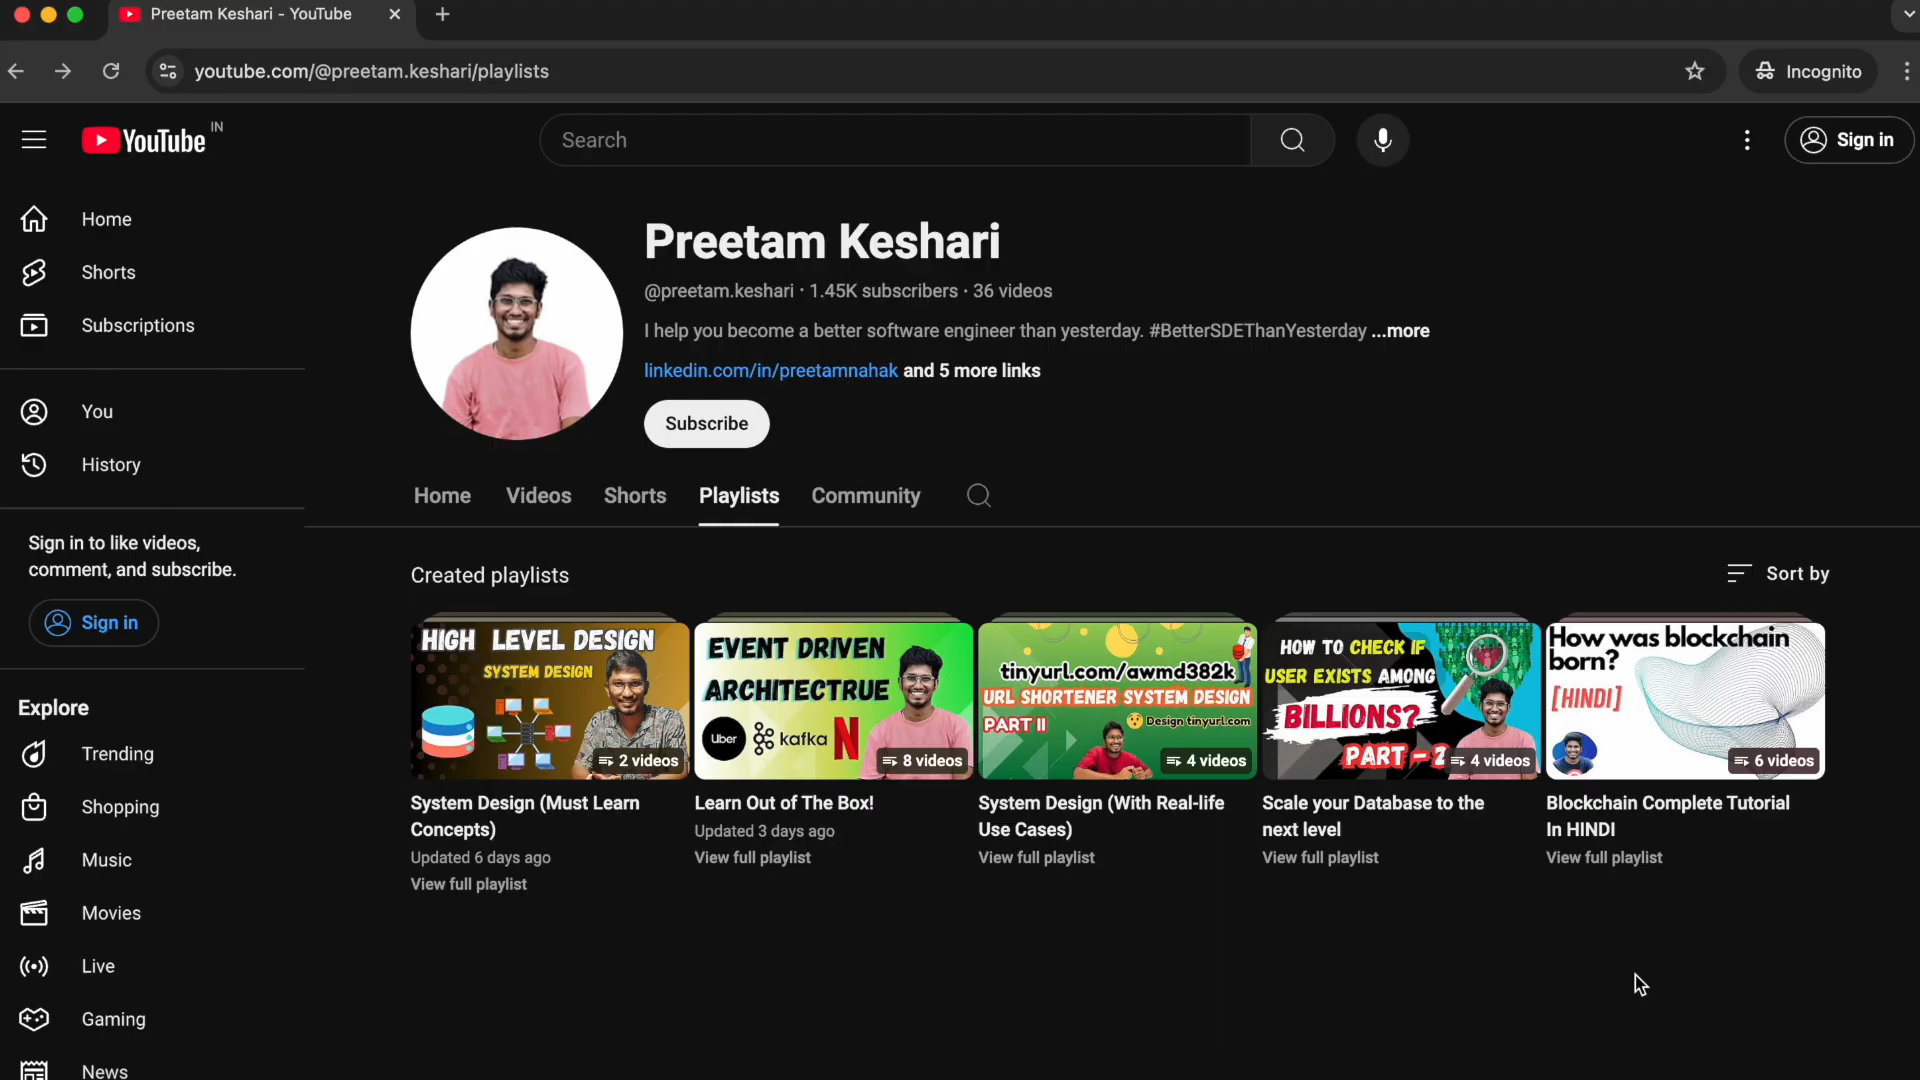 Preetam Keshari - YouTube
youtube.com/@preetam.keshari/playlists
Incognito
YouTube IN
Search
Sign in
Home
Shorts
Subscriptions
You
History
Sign in to like videos,
comment, and subscribe.
Sign in
Explore
Trending
Shopping
Music
Movies
Live
Gaming
News
Preetam Keshari
@preetam.keshari · 1.45K subscribers · 36 videos
I help you become a better software engineer than yesterday. #BetterSDEThanYesterday ...more
linkedin.com/in/preetamnahak and 5 more links
Subscribe
Home Videos Shorts Playlists Community
Created playlists
Sort by
HIGH LEVEL DESIGN
SYSTEM DESIGN
2 videos
System Design (Must Learn
Concepts)
Updated 6 days ago
View full playlist
EVENT DRIVEN
ARCHITECTRUE
Uber kafka N
8 videos
Learn Out of The Box!
Updated 3 days ago
View full playlist
tinyurl.com/awmd382k
URL SHORTENER SYSTEM DESIGN
PART II
Design tinyurl.com
4 videos
System Design (With Real-life
Use Cases)
View full playlist
HOW TO CHECK IF
USER EXISTS AMONG
BILLIONS?
PART - 2
4 videos
Scale your Database to the
next level
View full playlist
How was blockchain
born?
[HINDI]
6 videos
Blockchain Complete Tutorial
In HINDI
View full playlist